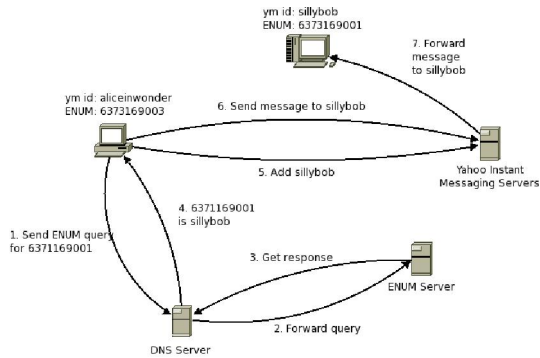 ym id: sillybob
ENUM: 6373169001
7. Forward
message
to sillybob
ym id: aliceinwonder
ENUM: 6373169003
6. Send message to sillybob
5. Add sillybob
Yahoo Instant
Messaging Servers
4. 6371169001
is sillybob
1. Send ENUM query
for 6371169001
3. Get response
ENUM Server
2. Forward query
DNS Server